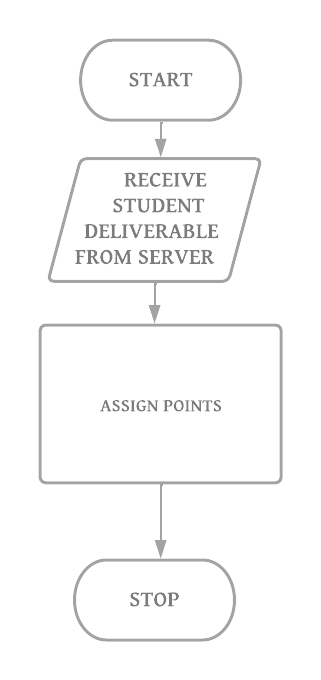 START
RECEIVE
STUDENT
DELIVERABLE
FROM SERVER
ASSIGN POINTS
STOP